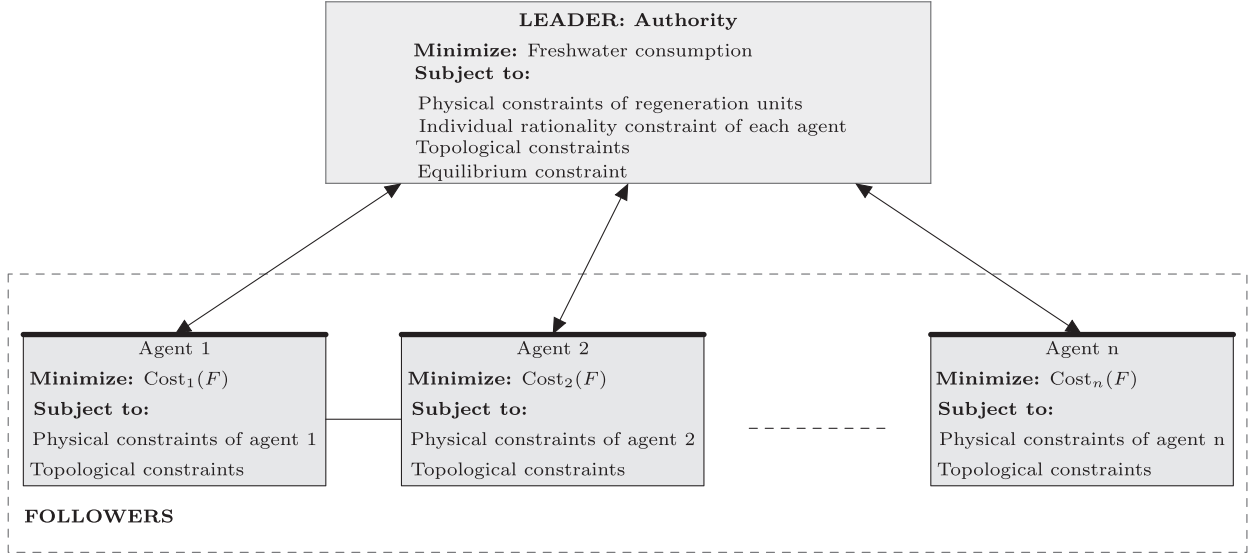 LEADER: Authority
Minimize: Freshwater consumption
Subject to:
Physical constraints of regeneration units
Individual rationality constraint of each agent
Topological constraints
Equilibrium constraint
Agent 1
Minimize: Cost₁(F)
Subject to:
Physical constraints of agent 1
Topological constraints
Agent 2
Minimize: Cost₂(F)
Subject to:
Physical constraints of agent 2
Topological constraints
Agent n
Minimize: Costₙ(F)
Subject to:
Physical constraints of agent n
Topological constraints
FOLLOWERS